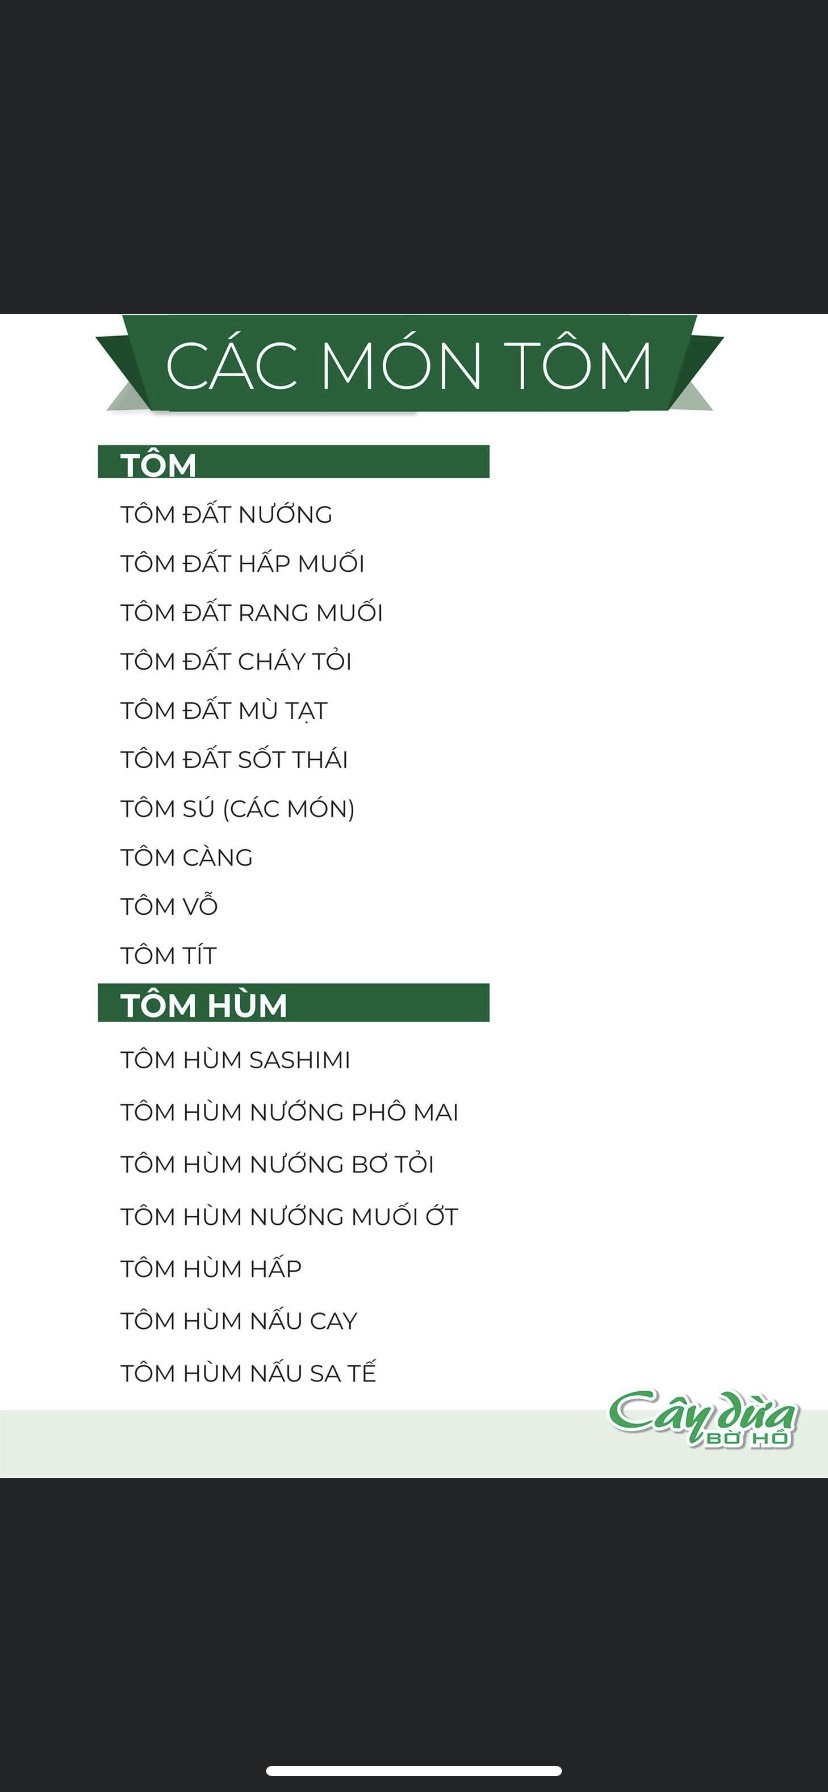 CÁC MÓN TÔM
TÔM
TÔM ĐẤT NƯỚNG
TÔM ĐẤT HẤP MUỐI
TÔM ĐẤT RANG MUỐI
TÔM ĐẤT CHÁY TỎI
TÔM ĐẤT MÙ TẠT
TÔM ĐẤT SỐT THÁI
TÔM SÚ (CÁC MÓN)
TÔM CÀNG
TÔM VỖ
TÔM TÍT
TÔM HÙM
TÔM HÙM SASHIMI
TÔM HÙM NƯỚNG PHÔ MAI
TÔM HÙM NƯỚNG BƠ TỎI
TÔM HÙM NƯỚNG MUỐI ỚT
TÔM HÙM HẤP
TÔM HÙM NẤU CAY
TÔM HÙM NẤU SA TẾ
Cây dừa
BỜ HỒ